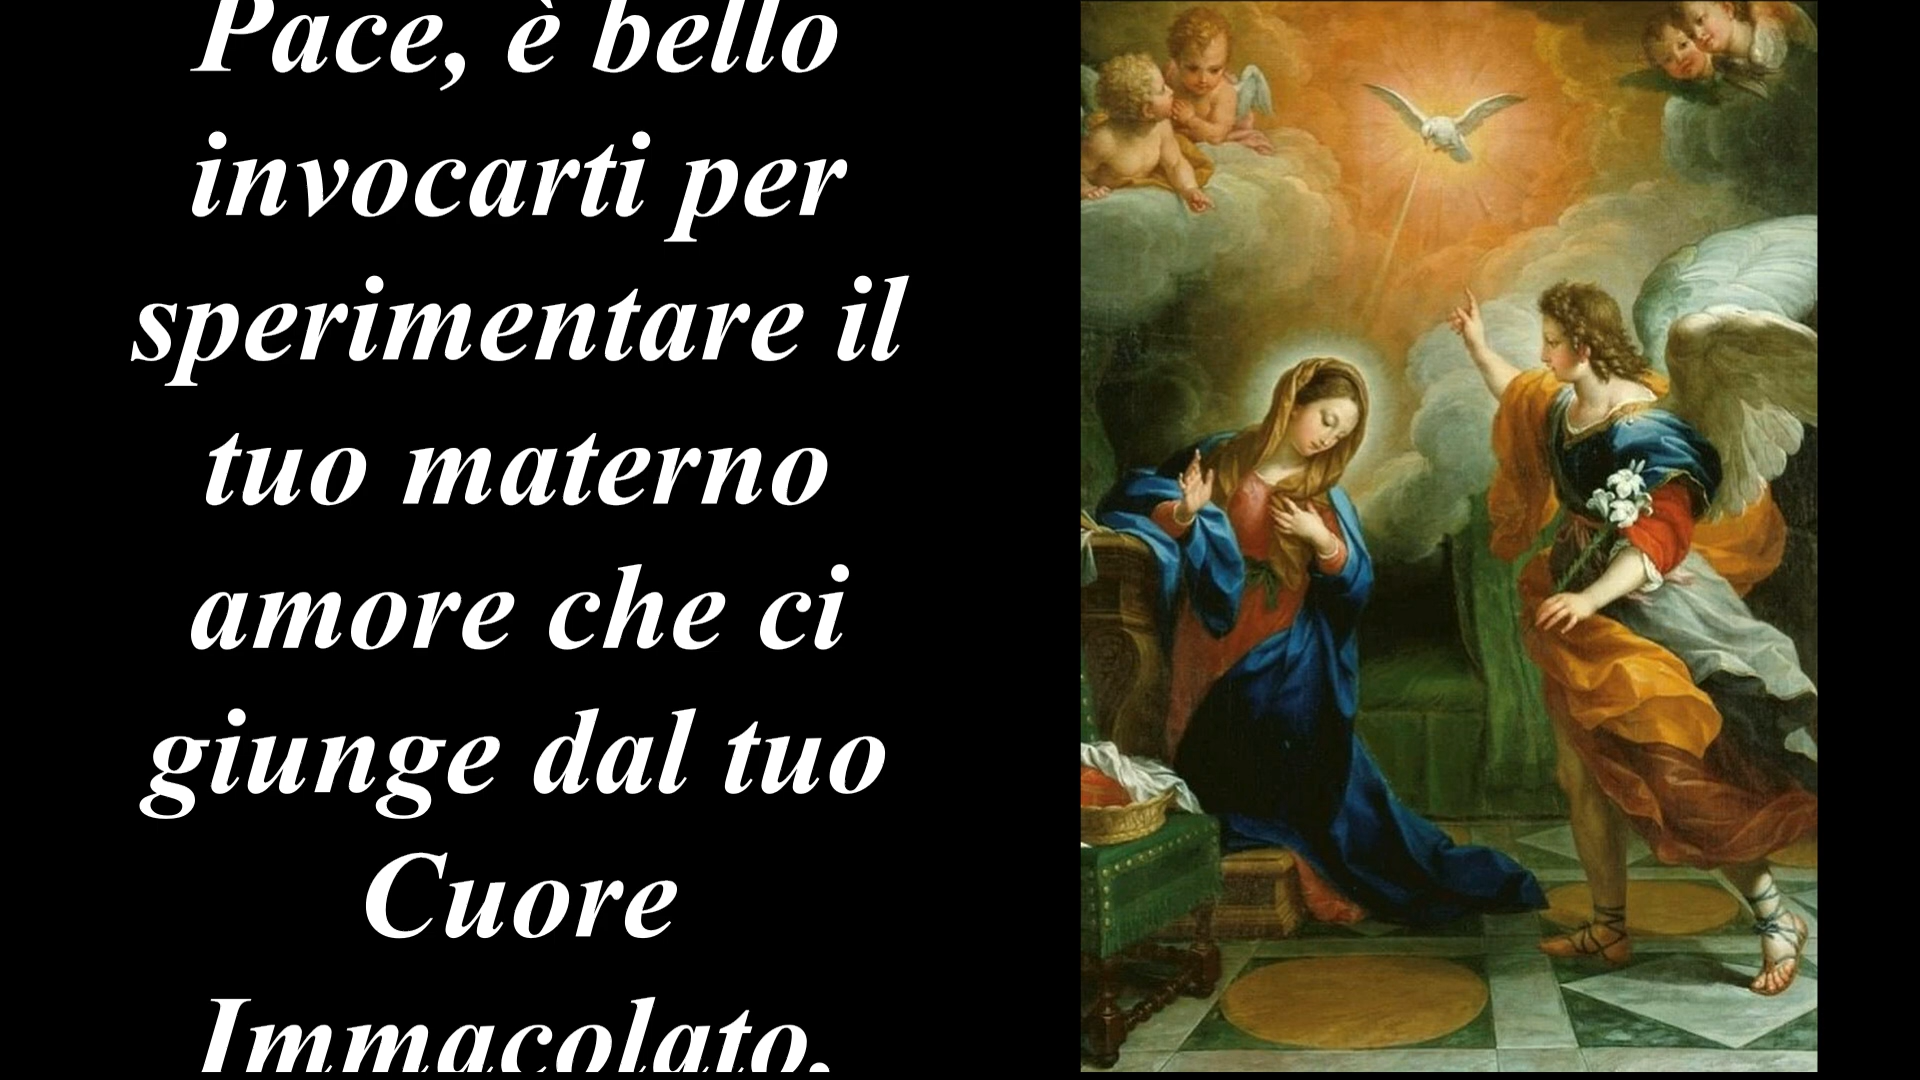 Pace, è bello
invocarti per
sperimentare il
tuo materno
amore che ci
giunge dal tuo
Cuore
Immacolato.